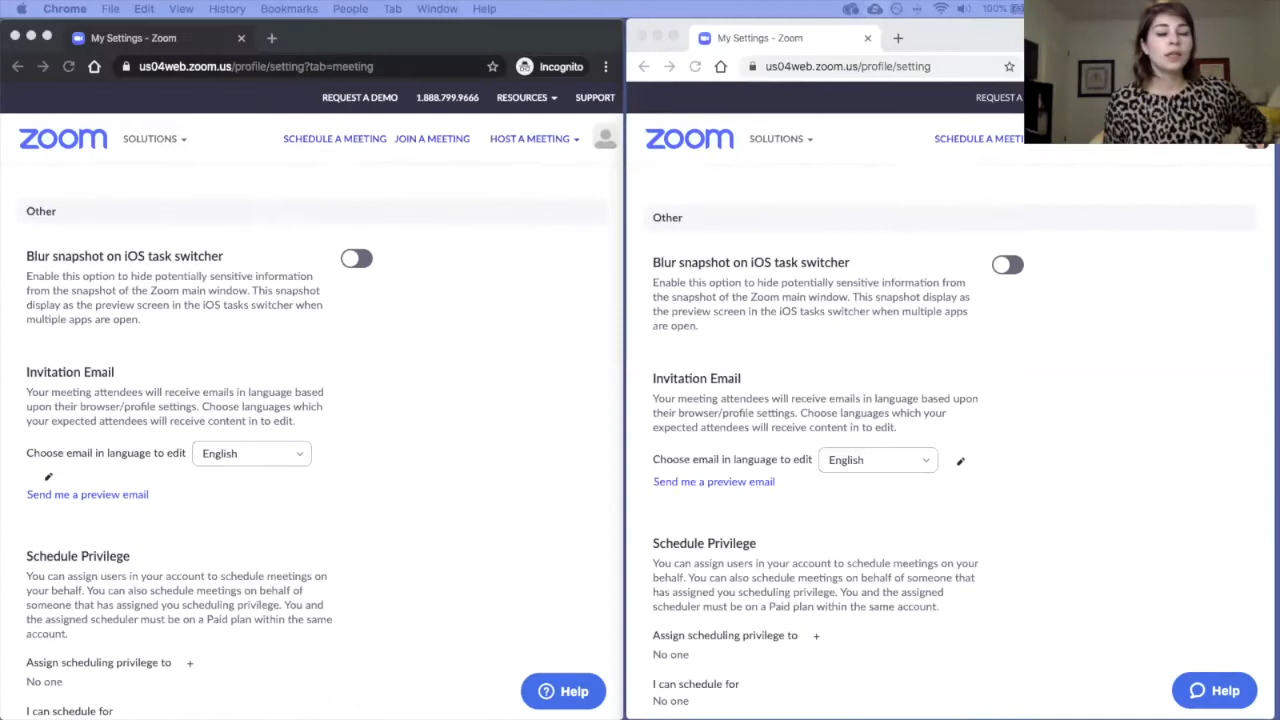 Chrome File Edit View History Bookmarks People Tab Window Help 100%
My Settings - Zoom
us04web.zoom.us/profile/setting?tab=meeting Incognito
REQUEST A DEMO 1.888.799.9666 RESOURCES SUPPORT
zoom SOLUTIONS SCHEDULE A MEETING JOIN A MEETING HOST A MEETING
Other
Blur snapshot on iOS task switcher
Enable this option to hide potentially sensitive information
from the snapshot of the Zoom main window. This snapshot
display as the preview screen in the iOS tasks switcher when
multiple apps are open.
Invitation Email
Your meeting attendees will receive emails in language based
upon their browser/profile settings. Choose languages which
your expected attendees will receive content in to edit.
Choose email in language to edit English
Send me a preview email
Schedule Privilege
You can assign users in your account to schedule meetings on
your behalf. You can also schedule meetings on behalf of
someone that has assigned you scheduling privilege. You and
the assigned scheduler must be on a Paid plan within the same
account.
Assign scheduling privilege to +
No one
I can schedule for
Help
My Settings - Zoom
us04web.zoom.us/profile/setting
REQUEST A
zoom SOLUTIONS SCHEDULE A MEETI
Other
Blur snapshot on iOS task switcher
Enable this option to hide potentially sensitive information from
the snapshot of the Zoom main window. This snapshot display as
the preview screen in the iOS tasks switcher when multiple apps
are open.
Invitation Email
Your meeting attendees will receive emails in language based upon
their browser/profile settings. Choose languages which your
expected attendees will receive content in to edit.
Choose email in language to edit English
Send me a preview email
Schedule Privilege
You can assign users in your account to schedule meetings on your
behalf. You can also schedule meetings on behalf of someone that
has assigned you scheduling privilege. You and the assigned
scheduler must be on a Paid plan within the same account.
Assign scheduling privilege to +
No one
I can schedule for
No one
Help